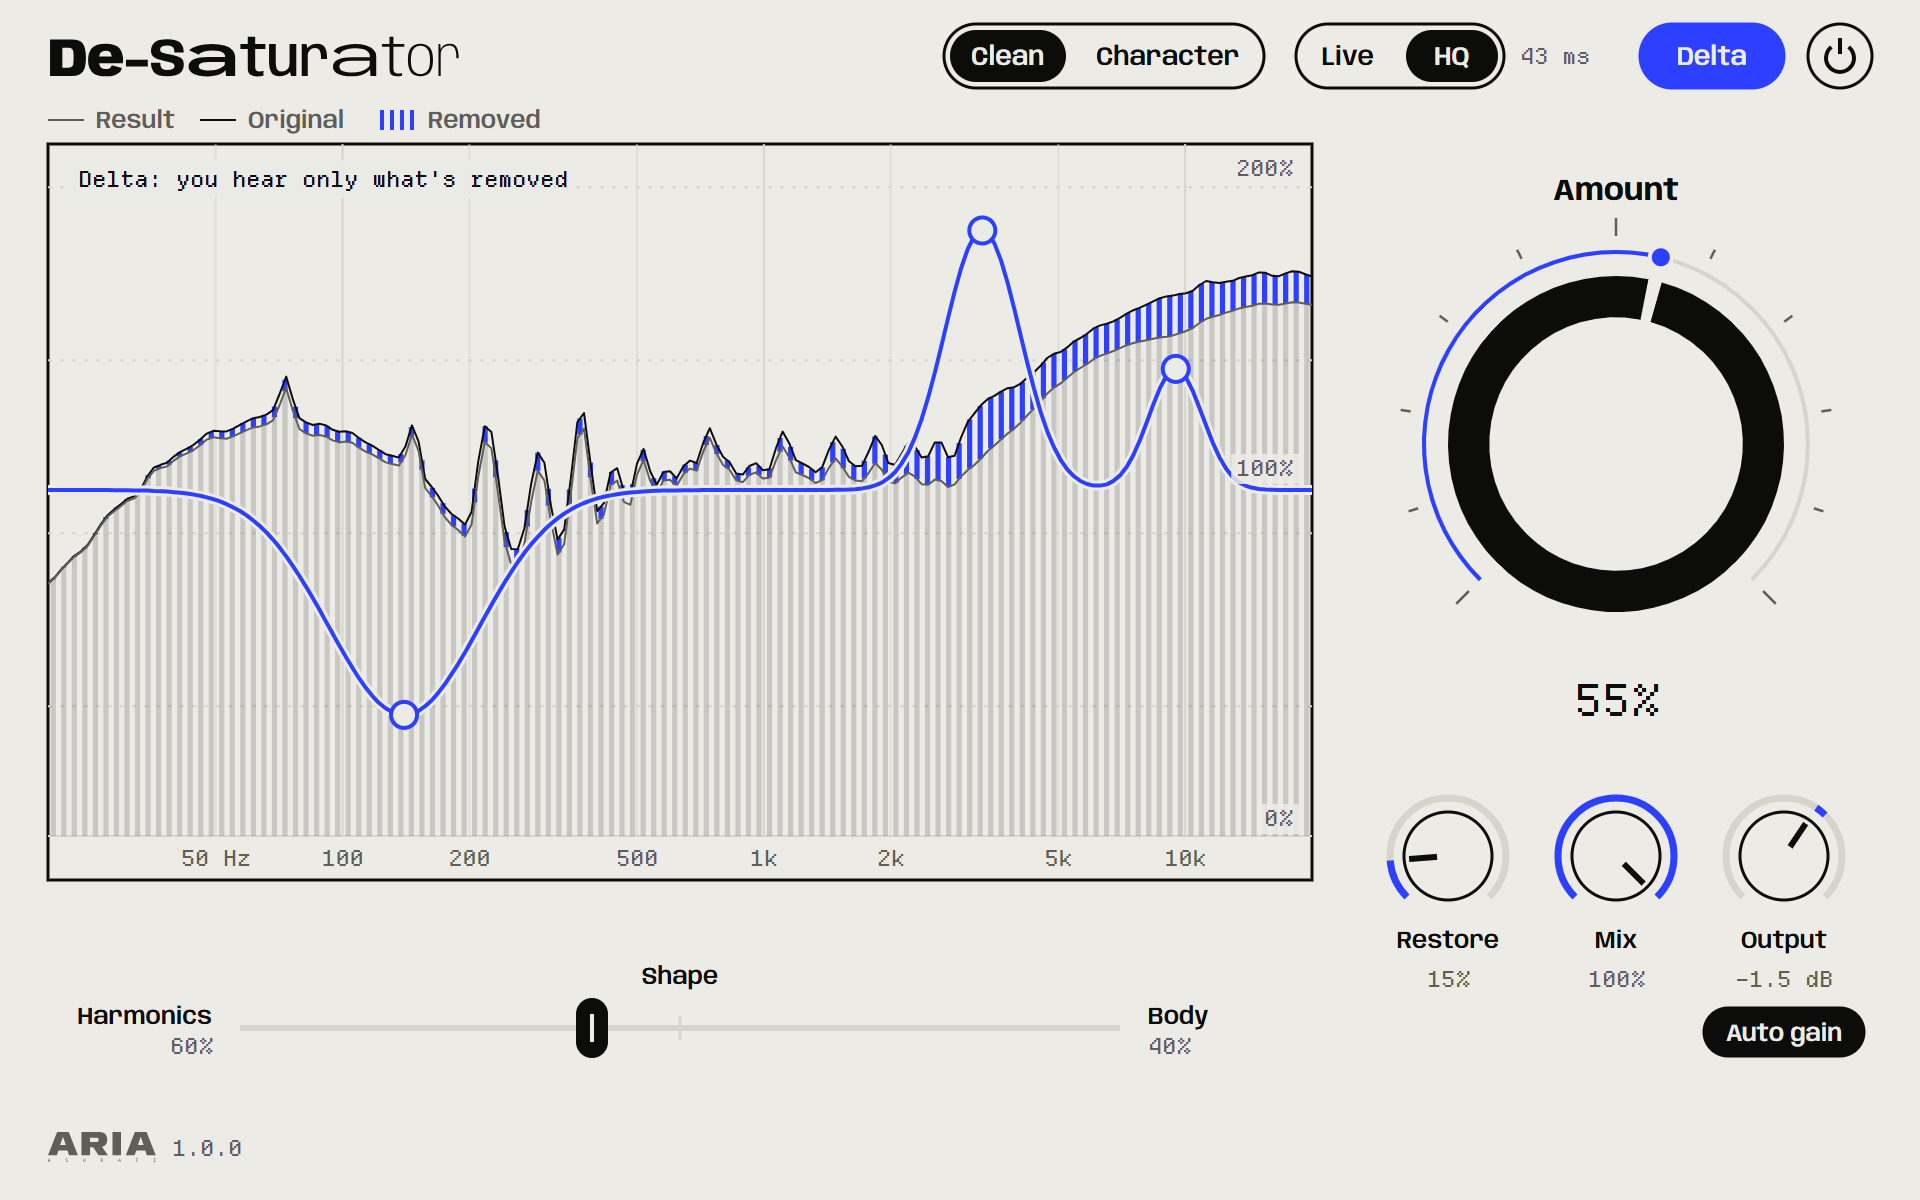 De-Saturator
Clean Character Live HQ 43 ms Delta
Result Original Removed
Delta: you hear only what's removed
200%
100%
0%
50 Hz 100 200 500 1k 2k 5k 10k
Amount
55%
Restore Mix Output
15% 100% -1.5 dB
Auto gain
Shape
Harmonics Body
60% 40%
ARIA 1.0.0